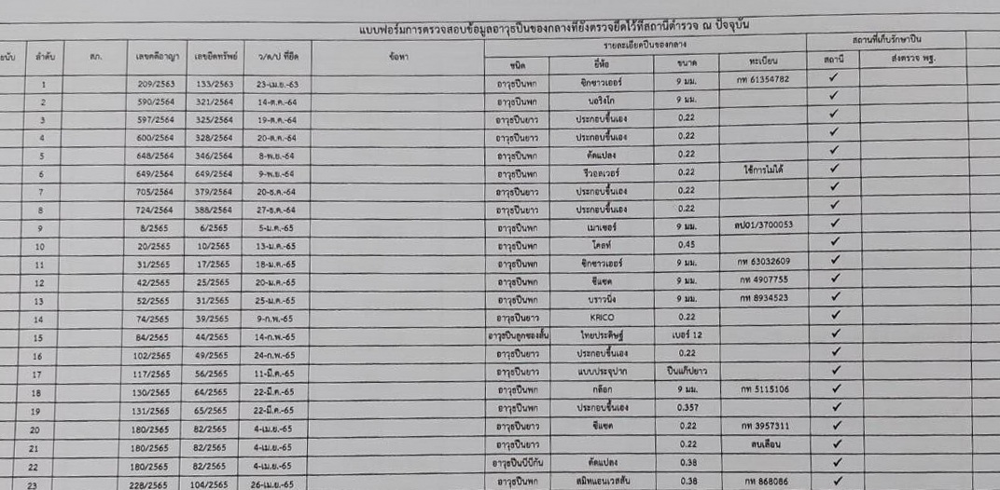 แบบฟอร์มการตรวจสอบข้อมูลอาวุธปืนของกลางที่ยังตรวจยึดไว้ที่สถานีตำรวจ ณ ปัจจุบัน
ลำดับ สภ. เลขคดีอาญา เลขยึดทรัพย์ ว/ด/ป ที่ยึด ข้อหา รายละเอียดปืนของกลาง สถานที่เก็บรักษาปืน
ชนิด ยี่ห้อ ขนาด ทะเบียน สถานี ส่งตรวจ พฐ.
1 209/2563 133/2563 23-เม.ย.-63 อาวุธปืนพก ซิกซาวเออร์ 9 มม. กท 61354782 ✓
2 590/2564 321/2564 14-ต.ค.-64 อาวุธปืนพก นอริงโก 9 มม. ✓
3 597/2564 325/2564 19-ต.ค.-64 อาวุธปืนยาว ประกอบขึ้นเอง 0.22 ✓
4 600/2564 328/2564 20-ต.ค.-64 อาวุธปืนยาว ประกอบขึ้นเอง 0.22 ✓
5 648/2564 346/2564 8-พ.ย.-64 อาวุธปืนพก ดัดแปลง 0.22 ✓
6 649/2564 649/2564 9-พ.ย.-64 อาวุธปืนพก รีวอลเวอร์ 0.22 ใช้การไม่ได้ ✓
7 705/2564 379/2564 20-ธ.ค.-64 อาวุธปืนยาว ประกอบขึ้นเอง 0.22 ✓
8 724/2564 388/2564 27-ธ.ค.-64 อาวุธปืนยาว ประกอบขึ้นเอง 0.22 ✓
9 8/2565 6/2565 5-ม.ค.-65 อาวุธปืนพก เมาเซอร์ 9 มม. ลป01/3700053 ✓
10 20/2565 10/2565 13-ม.ค.-65 อาวุธปืนพก โคลท์ 0.45 ✓
11 31/2565 17/2565 18-ม.ค.-65 อาวุธปืนพก ซิกซาวเออร์ 9 มม. กท 63032609 ✓
12 42/2565 25/2565 20-ม.ค.-65 อาวุธปืนพก ซีแซด 9 มม. กท 4907755 ✓
13 52/2565 31/2565 25-ม.ค.-65 อาวุธปืนพก บราวนิ่ง 9 มม. กท 8934523 ✓
14 74/2565 39/2565 9-ก.พ.-65 อาวุธปืนยาว KRICO 0.22 ✓
15 84/2565 44/2565 14-ก.พ.-65 อาวุธปืนลูกซองสั้น ไทยประดิษฐ์ เบอร์ 12 ✓
16 102/2565 49/2565 24-ก.พ.-65 อาวุธปืนยาว ประกอบขึ้นเอง 0.22 ✓
17 117/2565 56/2565 11-มี.ค.-65 อาวุธปืนยาว แบบประจุปาก ปืนแก๊ปยาว ✓
18 130/2565 64/2565 22-มี.ค.-65 อาวุธปืนพก กล็อก 9 มม. กท 5115106 ✓
19 131/2565 65/2565 22-มี.ค.-65 อาวุธปืนพก ประกอบขึ้นเอง 0.357 ✓
20 180/2565 82/2565 4-เม.ย.-65 อาวุธปืนยาว ซีแซด 0.22 กท 3957311 ✓
21 180/2565 82/2565 4-เม.ย.-65 อาวุธปืนยาว 0.22 ลบเลือน ✓
22 180/2565 82/2565 4-เม.ย.-65 อาวุธปืนบีบีกัน ดัดแปลง 0.38 ✓
23 228/2565 104/2565 26-เม.ย.-65 อาวุธปืนพก สมิทแอนเวสสัน 0.38 กท 868086 ✓